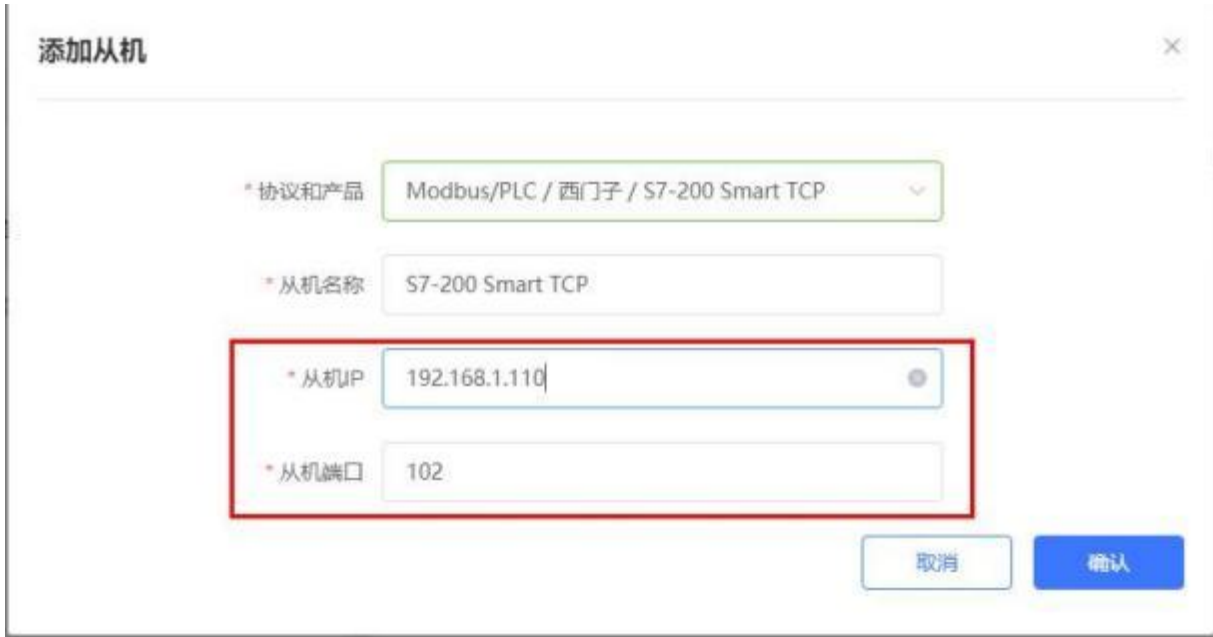 添加从机
* 协议和产品 Modbus/PLC / 西门子 / S7-200 Smart TCP
* 从机名称 S7-200 Smart TCP
* 从机IP 192.168.1.110
* 从机端口 102
取消 确认